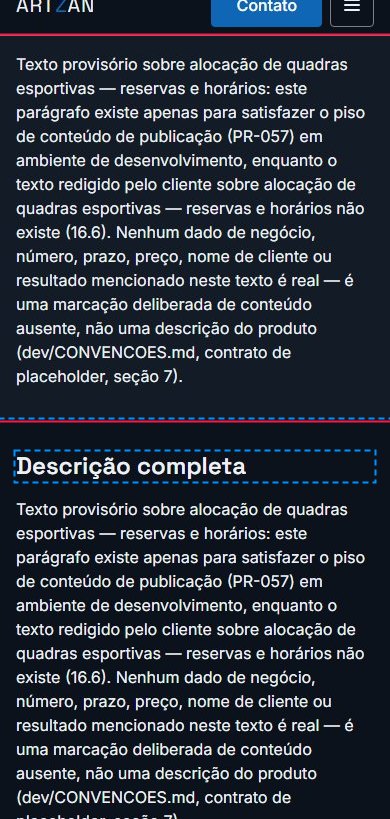 ARTZAN
Contato
Texto provisório sobre alocação de quadras
esportivas — reservas e horários: este
parágrafo existe apenas para satisfazer o piso
de conteúdo de publicação (PR-057) em
ambiente de desenvolvimento, enquanto o
texto redigido pelo cliente sobre alocação de
quadras esportivas — reservas e horários não
existe (16.6). Nenhum dado de negócio,
número, prazo, preço, nome de cliente ou
resultado mencionado neste texto é real — é
uma marcação deliberada de conteúdo
ausente, não uma descrição do produto
(dev/CONVENCOES.md, contrato de
placeholder, seção 7).
Descrição completa
Texto provisório sobre alocação de quadras
esportivas — reservas e horários: este
parágrafo existe apenas para satisfazer o piso
de conteúdo de publicação (PR-057) em
ambiente de desenvolvimento, enquanto o
texto redigido pelo cliente sobre alocação de
quadras esportivas — reservas e horários não
existe (16.6). Nenhum dado de negócio,
número, prazo, preço, nome de cliente ou
resultado mencionado neste texto é real — é
uma marcação deliberada de conteúdo
ausente, não uma descrição do produto
(dev/CONVENCOES.md, contrato de